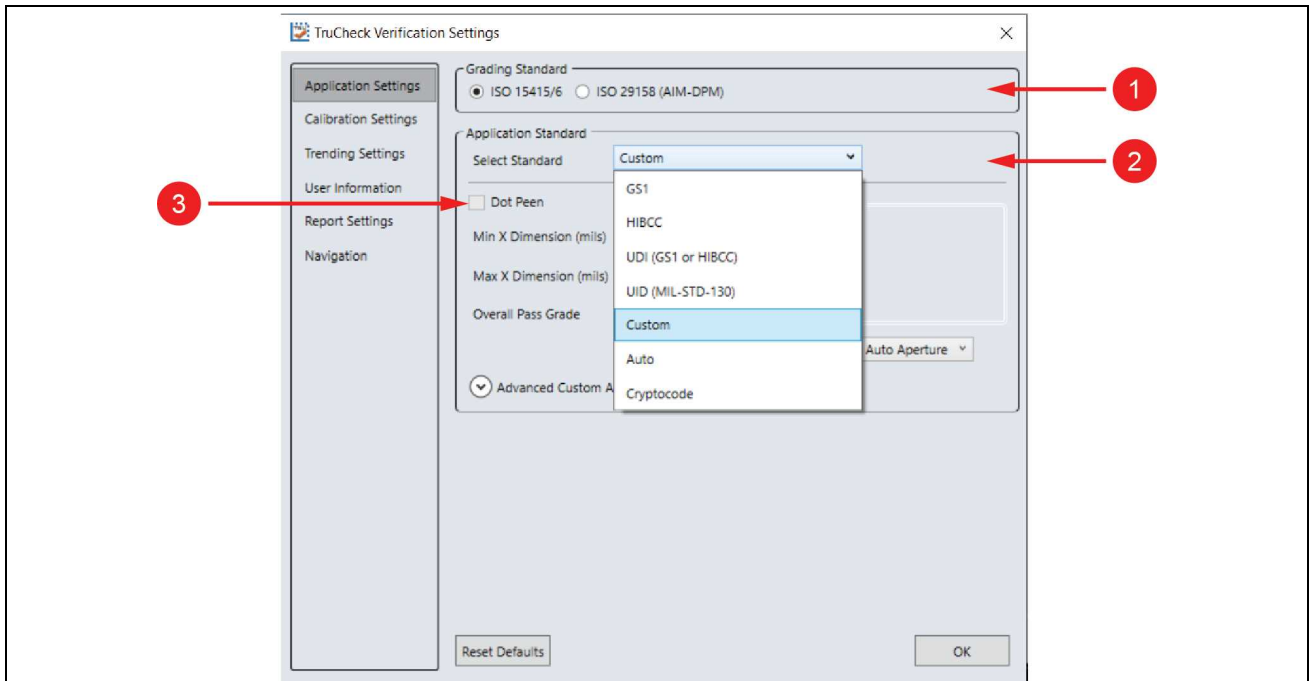 TruCheck Verification Settings
Application Settings
Calibration Settings
Trending Settings
User Information
Report Settings
Navigation
Grading Standard
ISO 15415/6 ISO 29158 (AIM-DPM)
1
Application Standard
Select Standard Custom
2
GS1
3
Dot Peen
HIBCC
Min X Dimension (mils)
UDI (GS1 or HIBCC)
Max X Dimension (mils)
UID (MIL-STD-130)
Overall Pass Grade
Custom
Auto Aperture
Auto
Advanced Custom A
Cryptocode
Reset Defaults OK